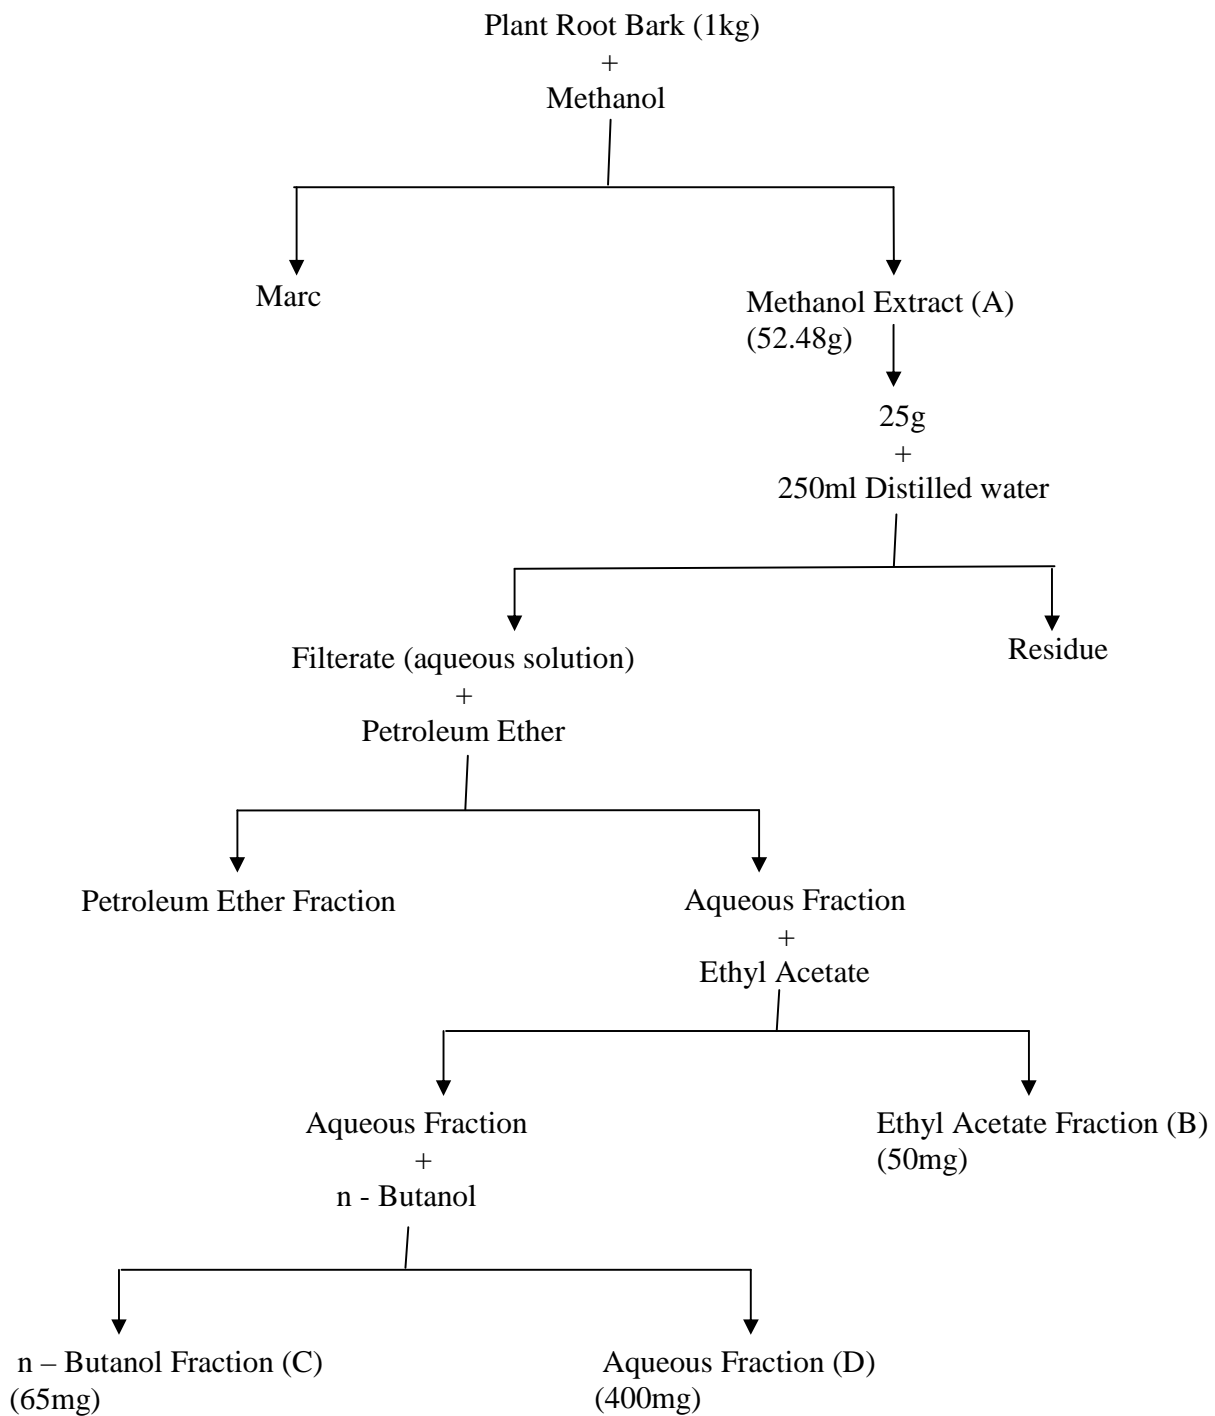 Plant Root Bark (1kg)
+
Methanol
Marc
Methanol Extract (A)
(52.48g)
25g
+
250ml Distilled water
Filterate (aqueous solution)
+
Petroleum Ether
Residue
Petroleum Ether Fraction
Aqueous Fraction
+
Ethyl Acetate
Aqueous Fraction
+
n - Butanol
Ethyl Acetate Fraction (B)
(50mg)
n – Butanol Fraction (C)
(65mg)
Aqueous Fraction (D)
(400mg)